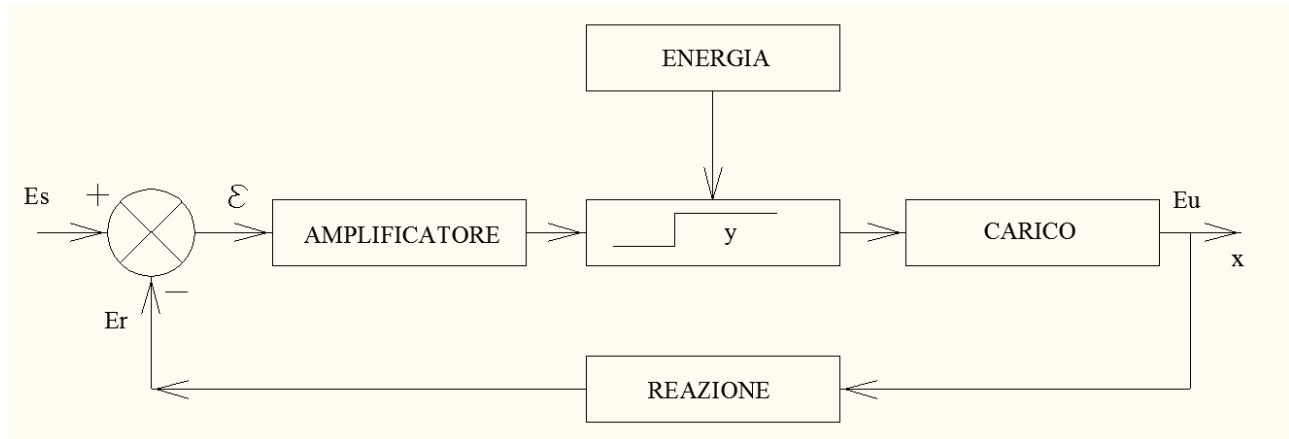 ENERGIA
Es
+
ε
AMPLIFICATORE
y
CARICO
Eu
x
−
Er
REAZIONE